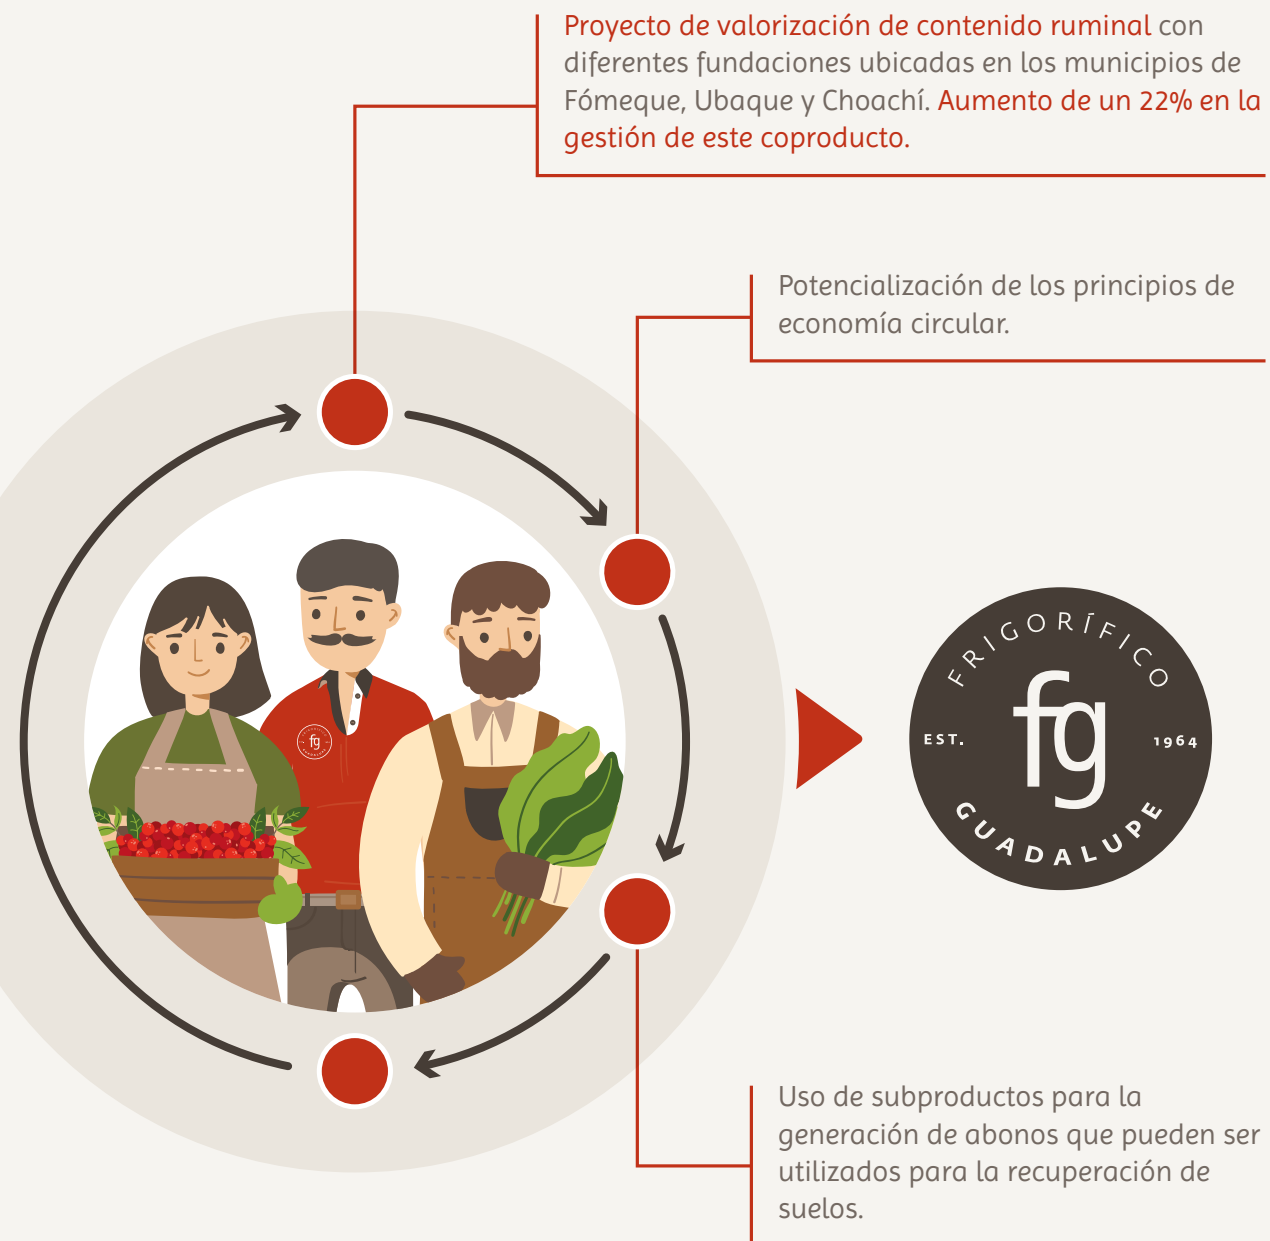 Proyecto de valorización de contenido ruminal con
diferentes fundaciones ubicadas en los municipios de
Fómeque, Ubaque y Choachí. Aumento de un 22% en la
gestión de este coproducto.
Potencialización de los principios de
economía circular.
fg
FRIGORÍFICO
EST.
fg
1964
GUADALUPE
Uso de subproductos para la
generación de abonos que pueden ser
utilizados para la recuperación de
suelos.